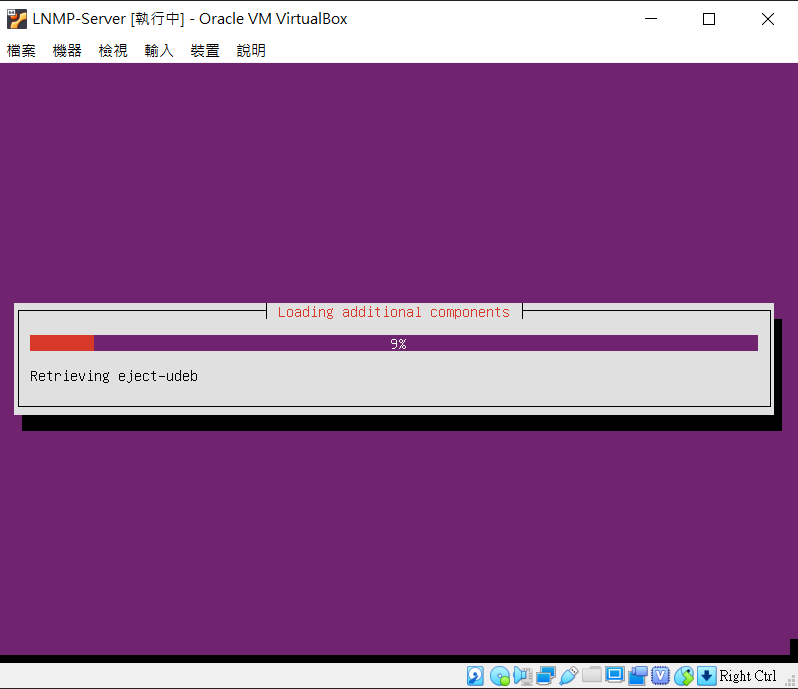 LNMP-Server [執行中] - Oracle VM VirtualBox
檔案 機器 檢視 輸入 裝置 說明
Loading additional components
9%
Retrieving eject-udeb
Right Ctrl